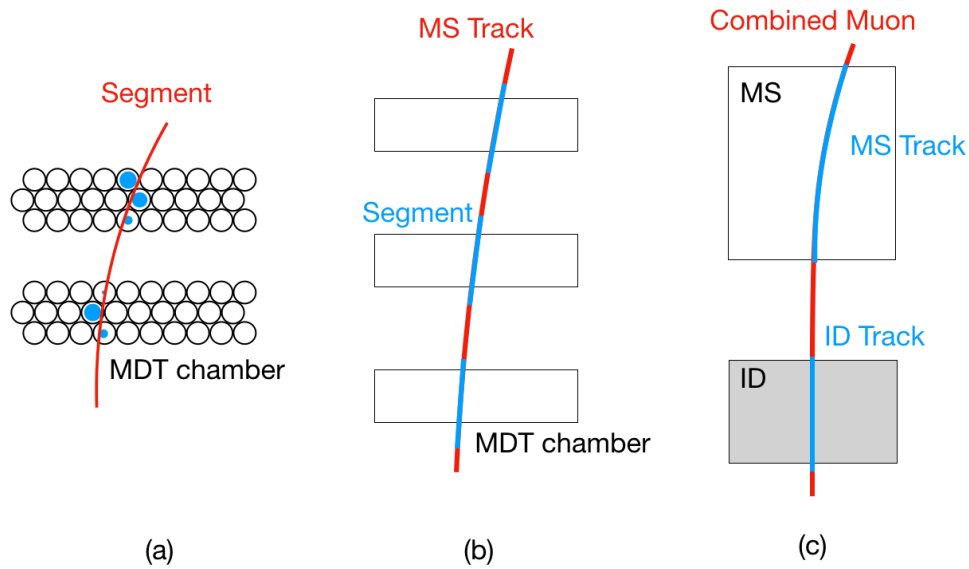 Segment
MDT chamber
(a)
MS Track
Segment
MDT chamber
(b)
Combined Muon
MS
MS Track
ID Track
ID
(c)